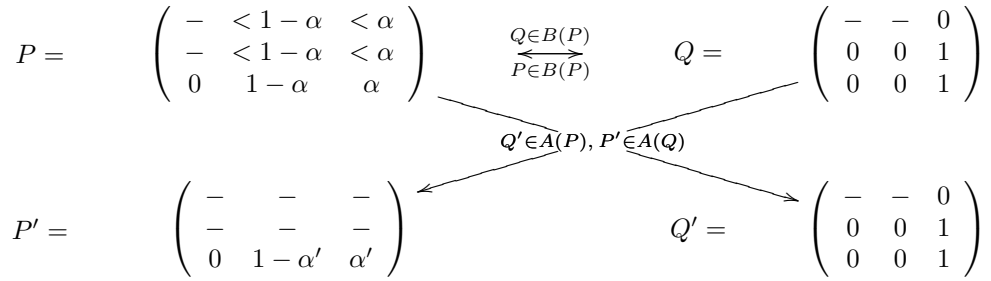 − < 1 − α < α
P = − < 1 − α < α
0 1 − α α
Q∈B(P)
P∈B(P)
− − 0
Q = 0 0 1
0 0 1
Q′∈A(P), P′∈A(Q)
− − −
P′ = − − −
0 1 − α′ α′
− − 0
Q′ = 0 0 1
0 0 1